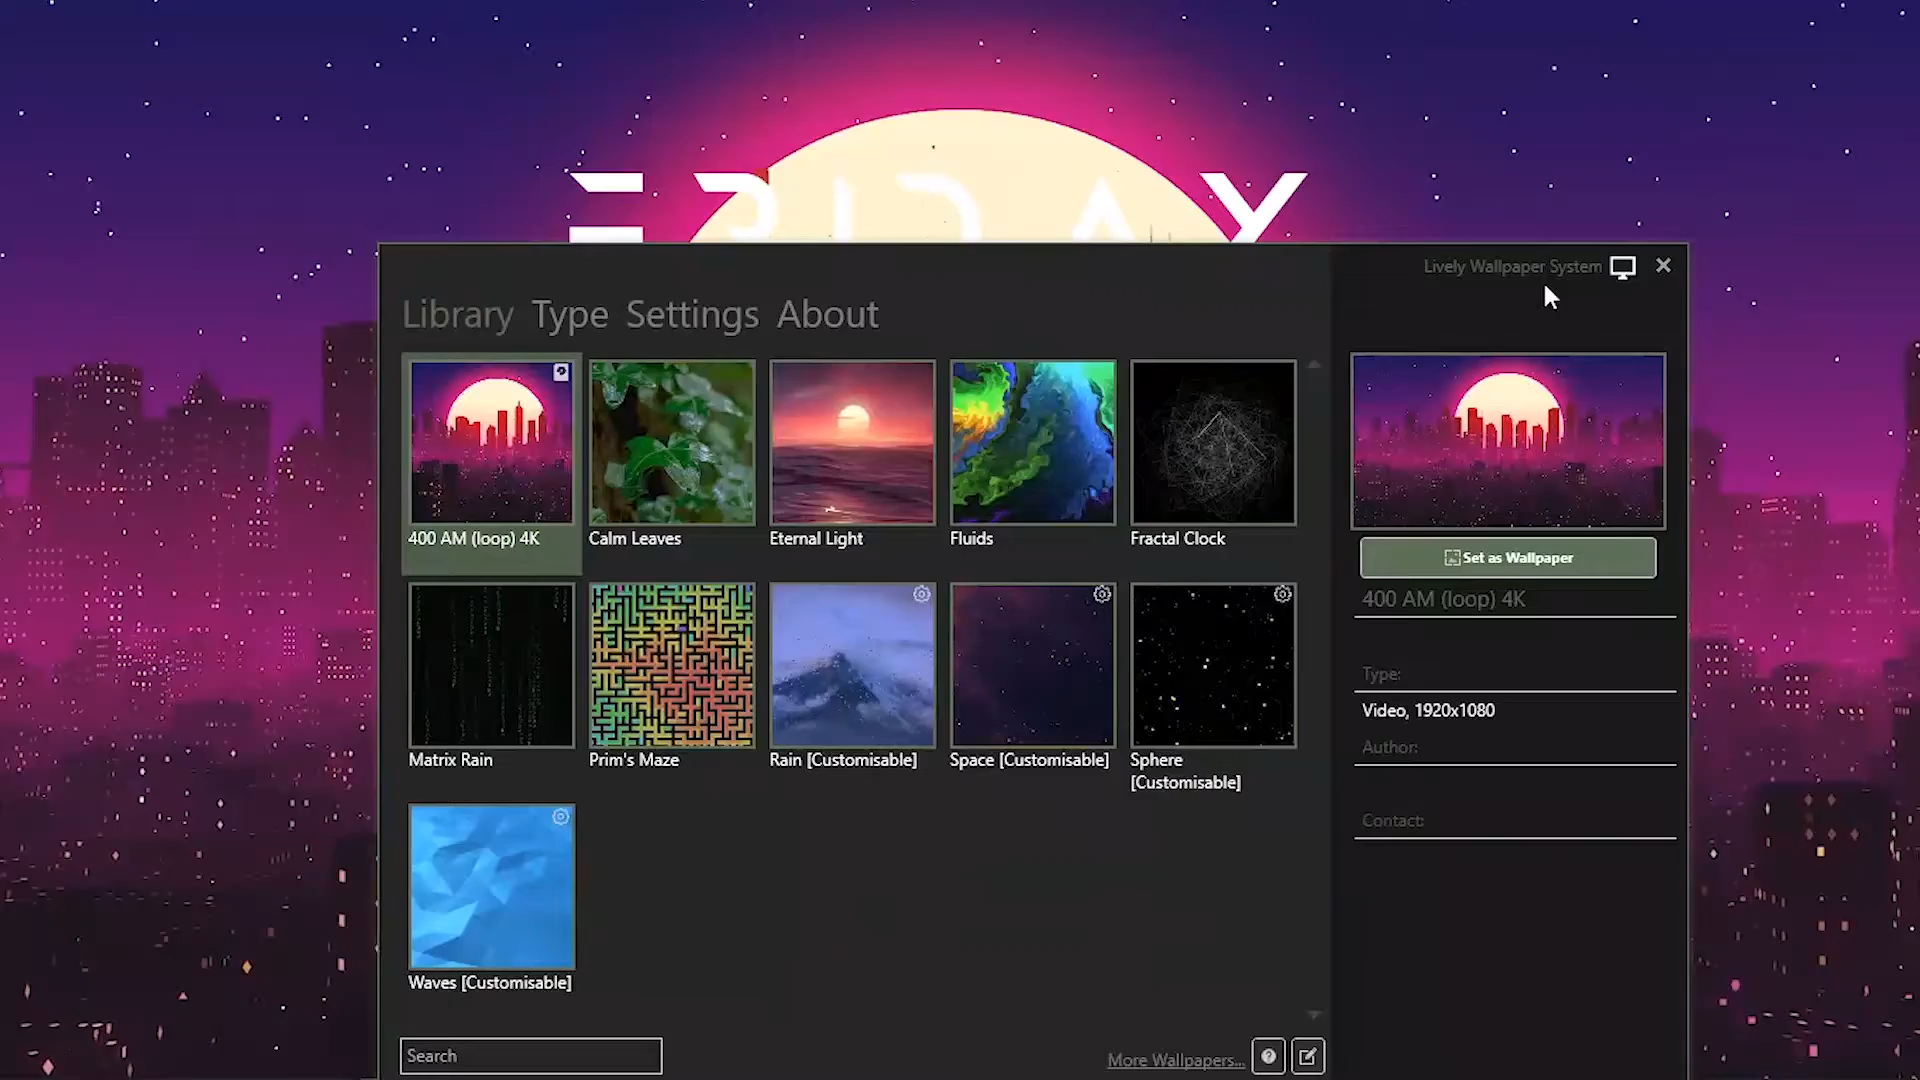 FRIDAY
Lively Wallpaper System
Library Type Settings About
400 AM (loop) 4K
Calm Leaves
Eternal Light
Fluids
Fractal Clock
Set as Wallpaper
400 AM (loop) 4K
Type:
Video, 1920x1080
Author:
Contact:
Matrix Rain
Prim's Maze
Rain [Customisable]
Space [Customisable]
Sphere
[Customisable]
Waves [Customisable]
Search
More Wallpapers...